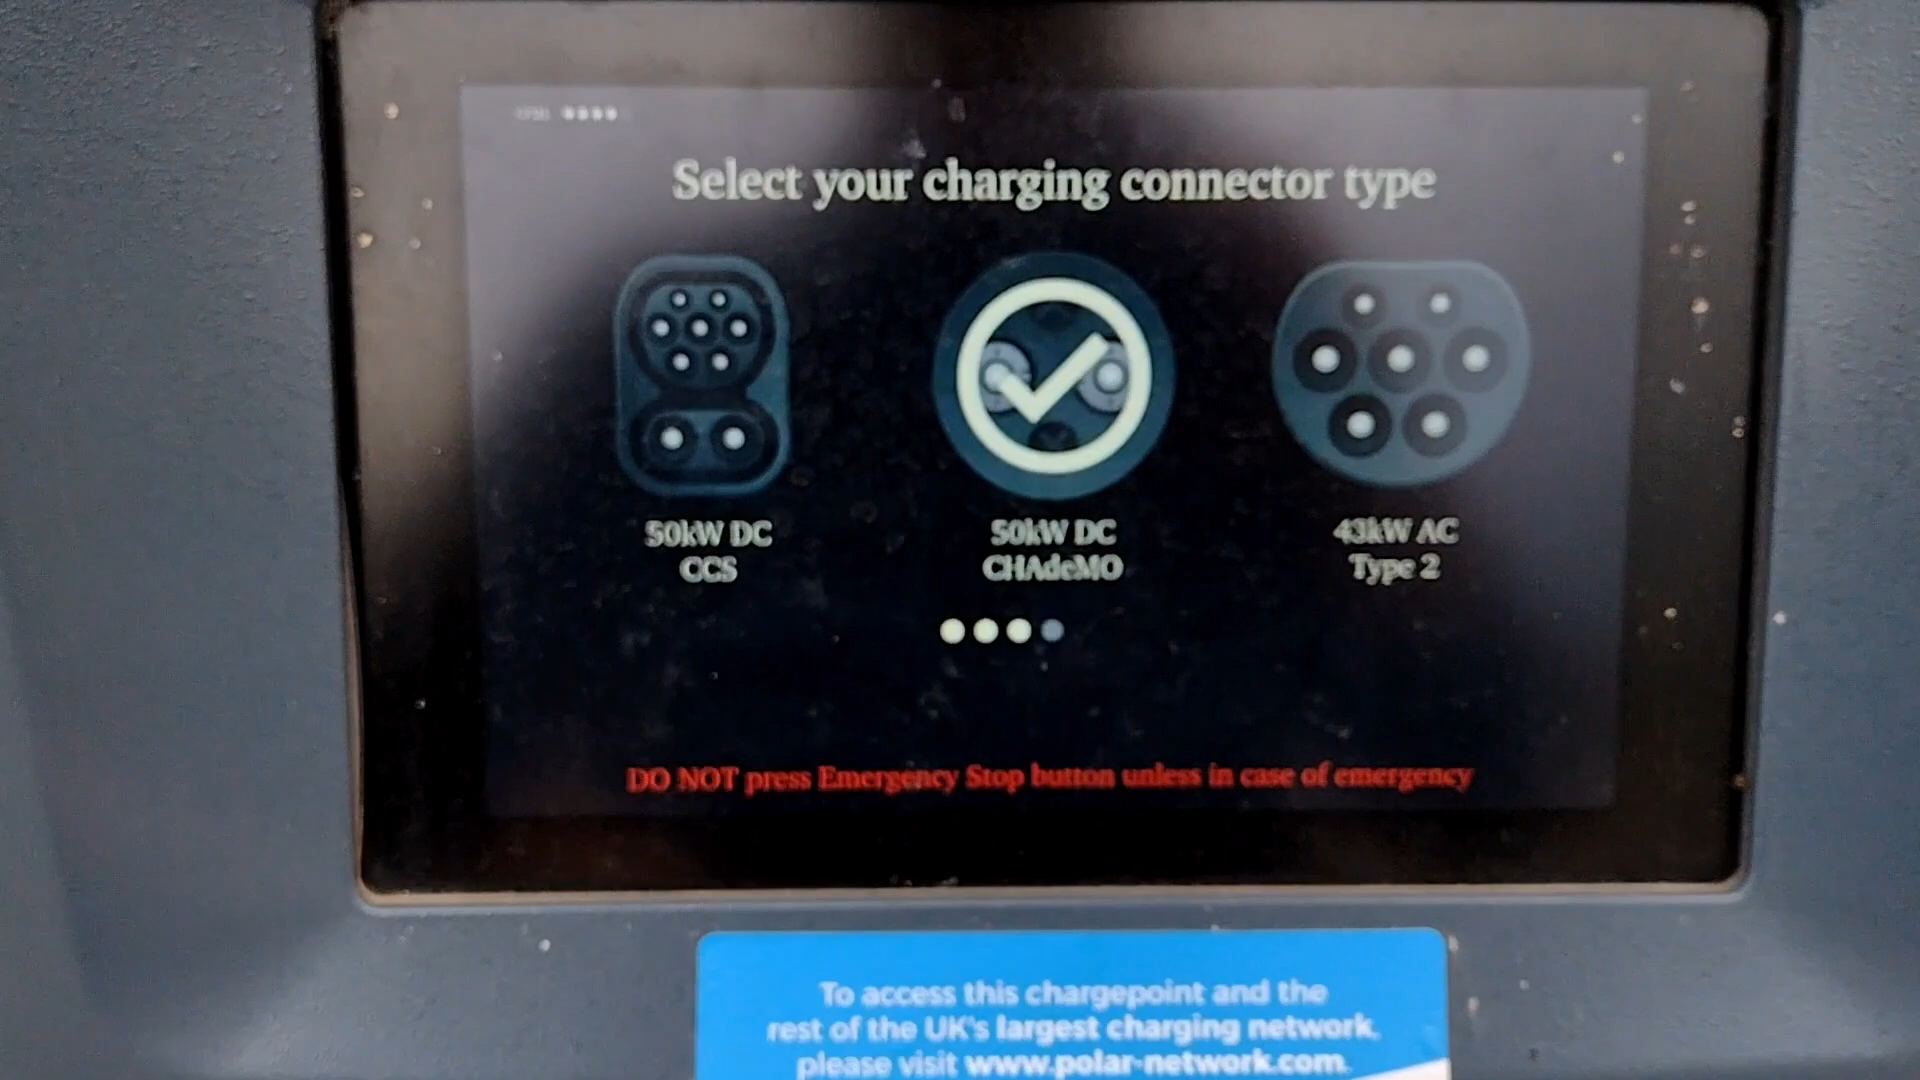 Select your charging connector type
50kW DC
CCS
50kW DC
CHAdeMO
43kW AC
Type 2
DO NOT press Emergency Stop button unless in case of emergency
To access this chargepoint and the
rest of the UK's largest charging network,
please visit www.polar-network.com.